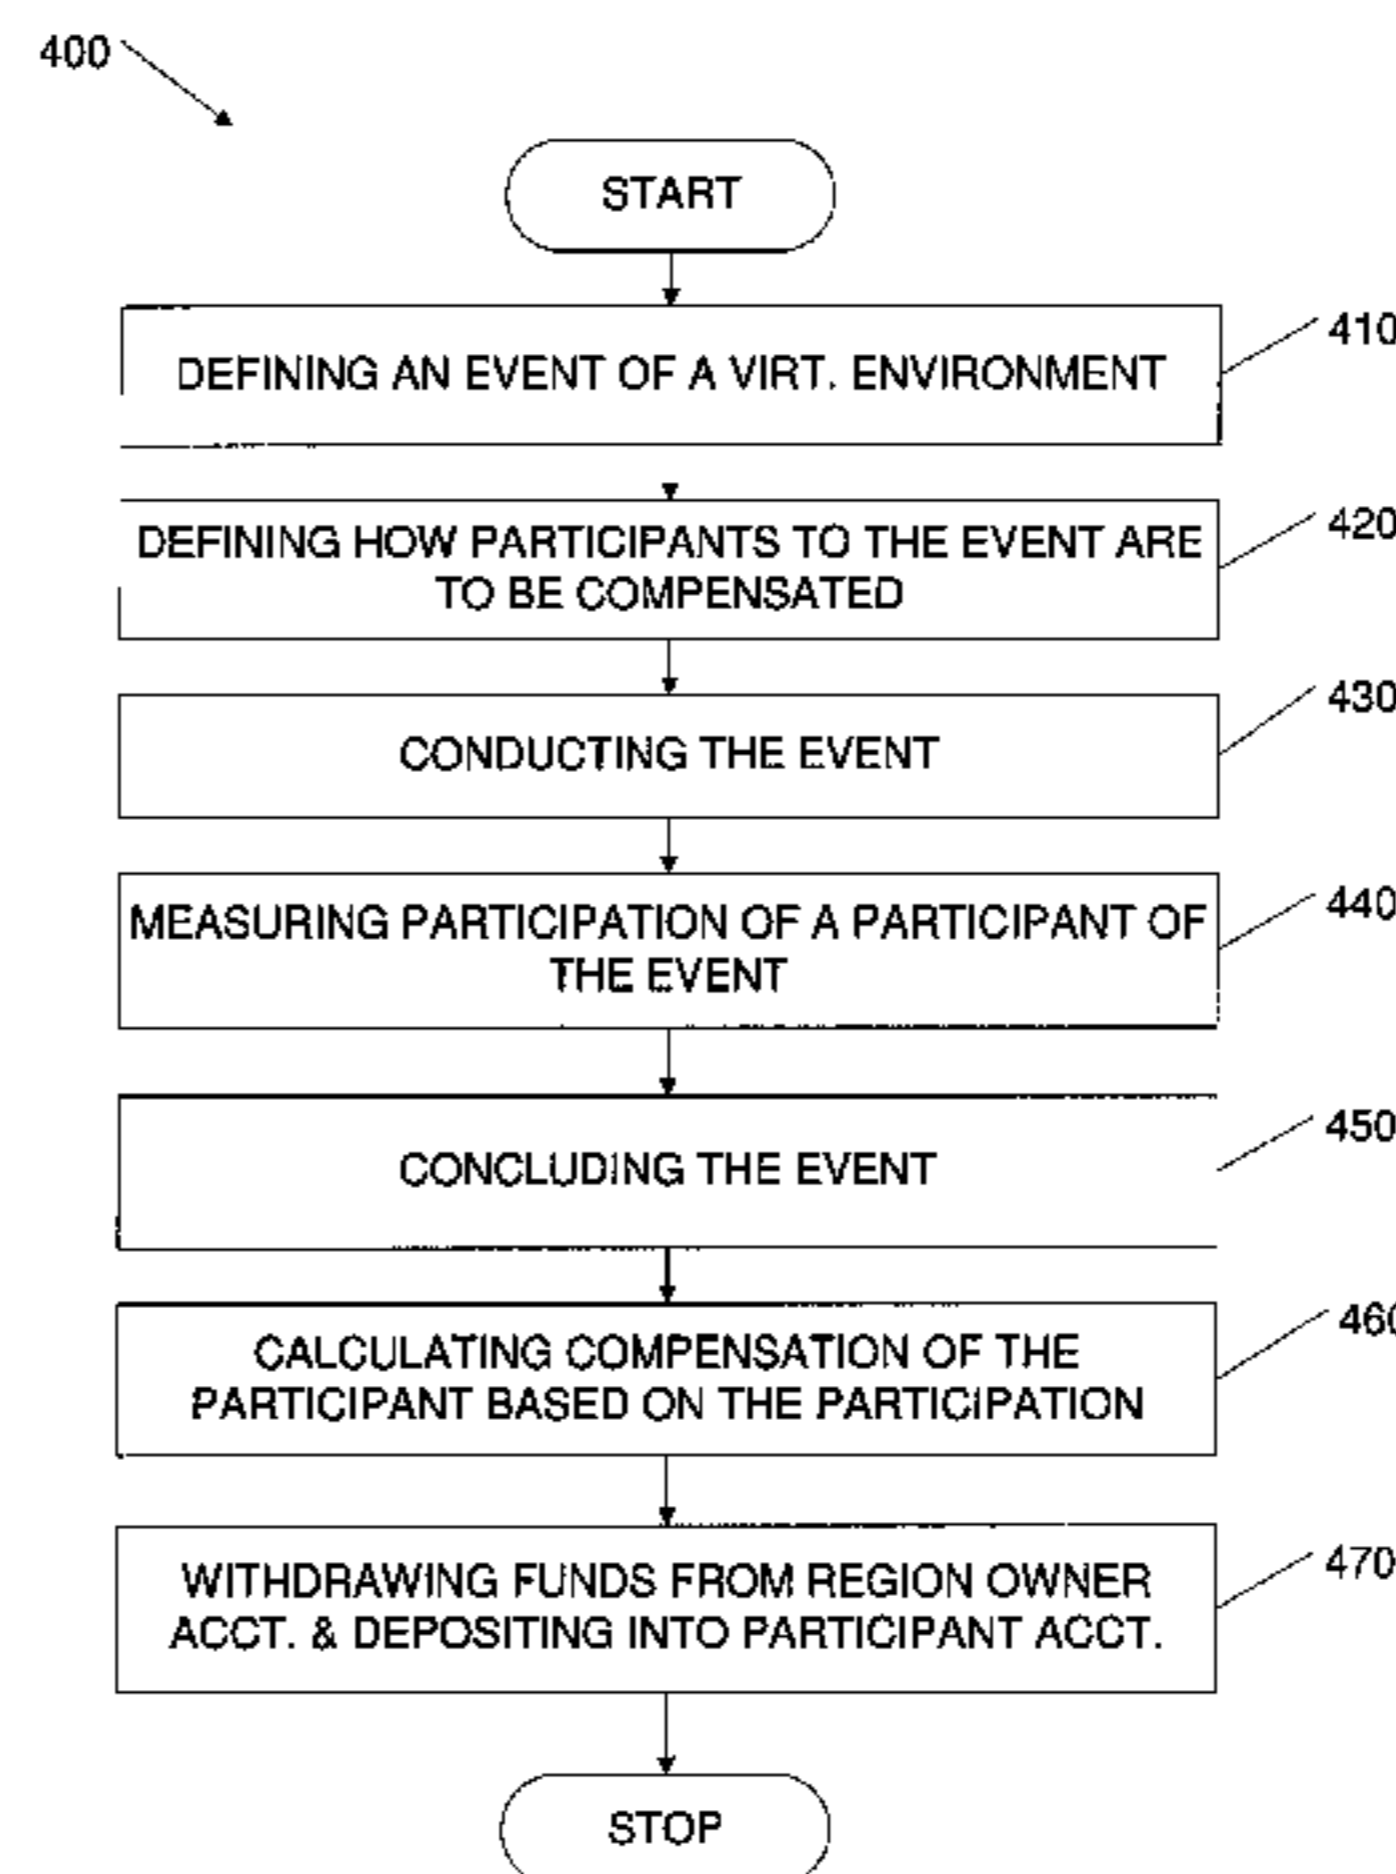 400
START
DEFINING AN EVENT OF A VIRT. ENVIRONMENT
410
DEFINING HOW PARTICIPANTS TO THE EVENT ARE
TO BE COMPENSATED
420
CONDUCTING THE EVENT
430
MEASURING PARTICIPATION OF A PARTICIPANT OF
THE EVENT
440
CONCLUDING THE EVENT
450
CALCULATING COMPENSATION OF THE
PARTICIPANT BASED ON THE PARTICIPATION
460
WITHDRAWING FUNDS FROM REGION OWNER
ACCT. & DEPOSITING INTO PARTICIPANT ACCT.
470
STOP